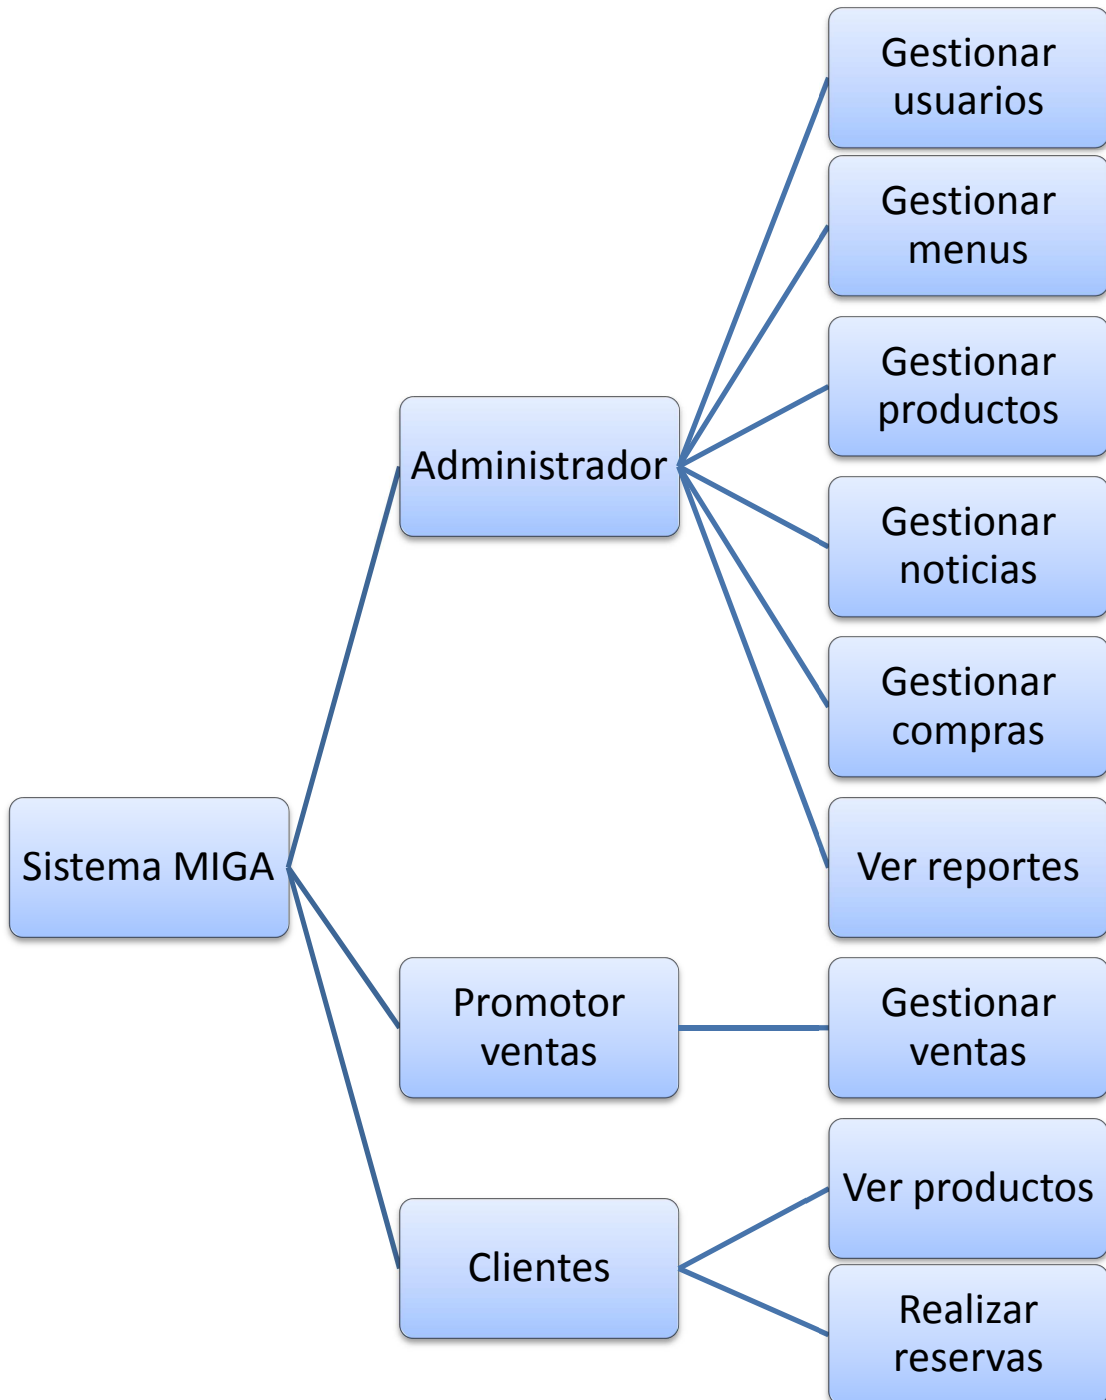 Gestionar
usuarios
Gestionar
menus
Gestionar
productos
Administrador
Gestionar
noticias
Gestionar
compras
Sistema MIGA
Ver reportes
Promotor
ventas
Gestionar
ventas
Ver productos
Clientes
Realizar
reservas